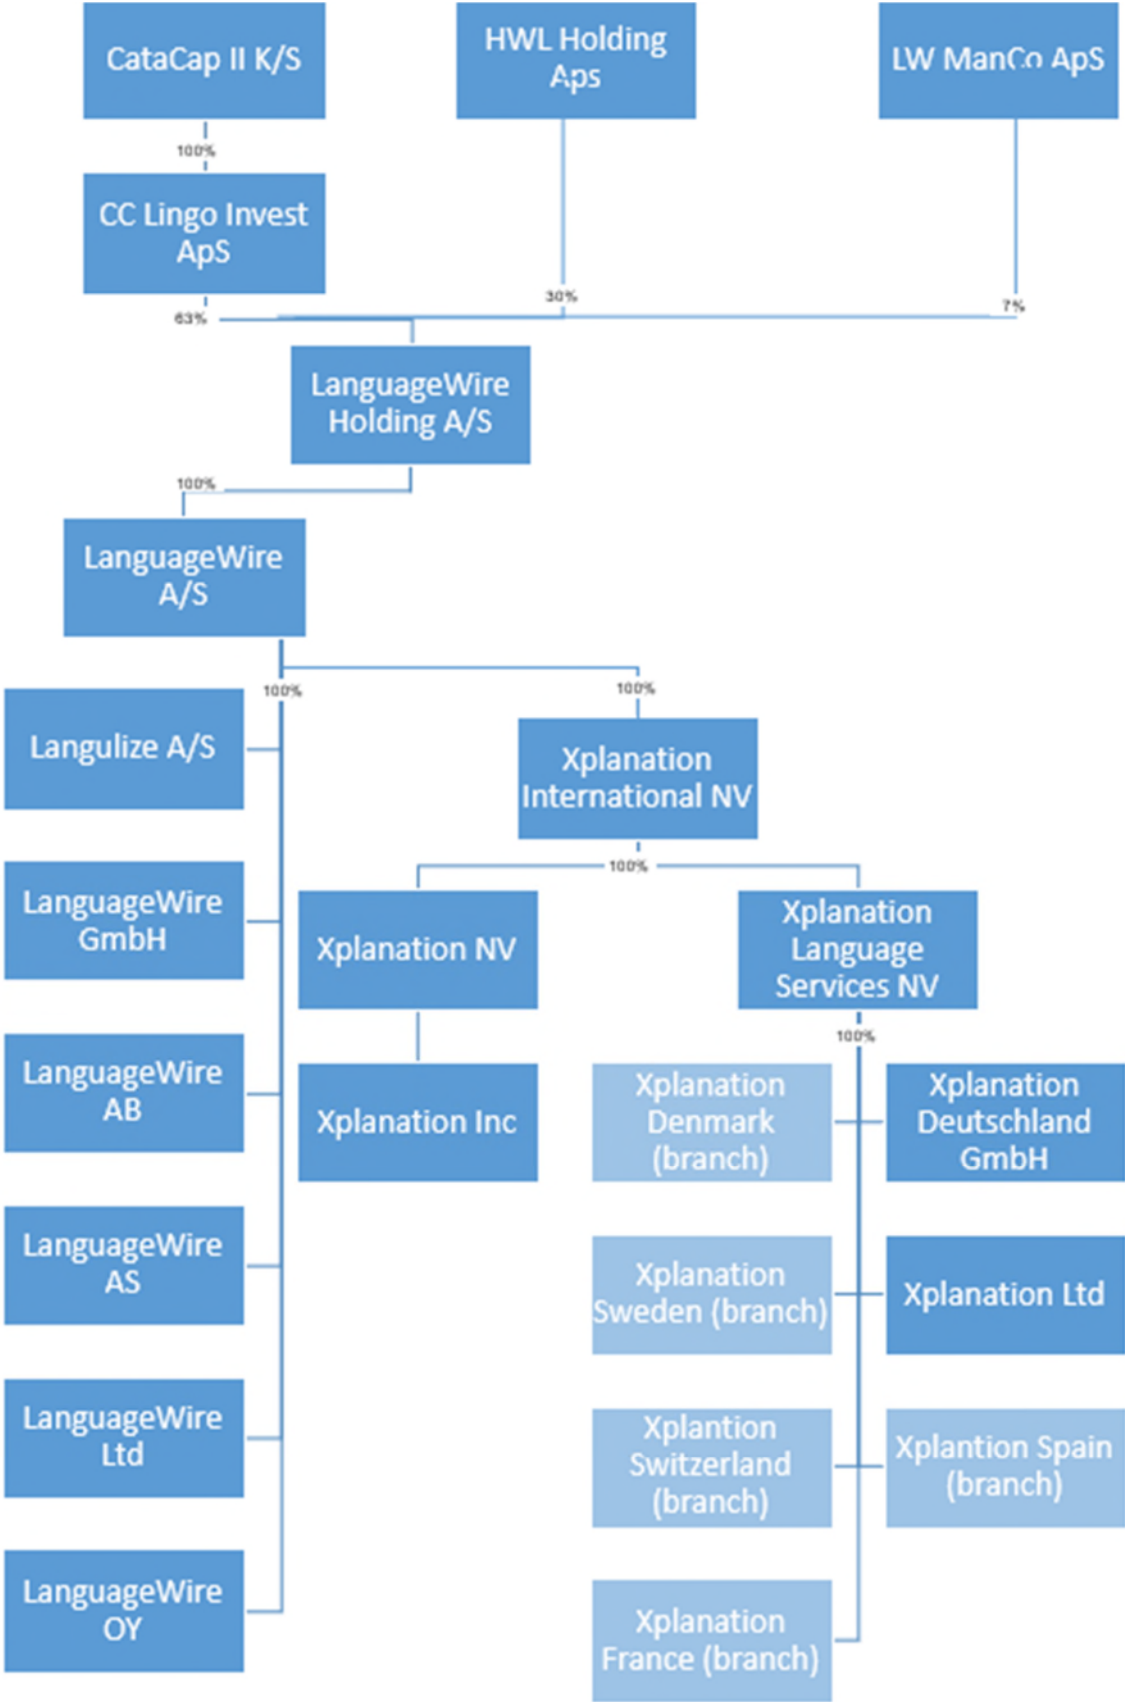 CataCap II K/S
HWL Holding
Aps
LW ManCo ApS
100%
CC Lingo Invest
ApS
63%
30%
7%
LanguageWire
Holding A/S
100%
LanguageWire
A/S
100%
100%
Langulize A/S
Xplanation
International NV
100%
LanguageWire
GmbH
Xplanation NV
Xplanation
Language
Services NV
100%
LanguageWire
AB
Xplanation Inc
Xplanation
Denmark
(branch)
Xplanation
Deutschland
GmbH
LanguageWire
AS
Xplanation
Sweden (branch)
Xplanation Ltd
LanguageWire
Ltd
Xplantion
Switzerland
(branch)
Xplantion Spain
(branch)
LanguageWire
OY
Xplanation
France (branch)